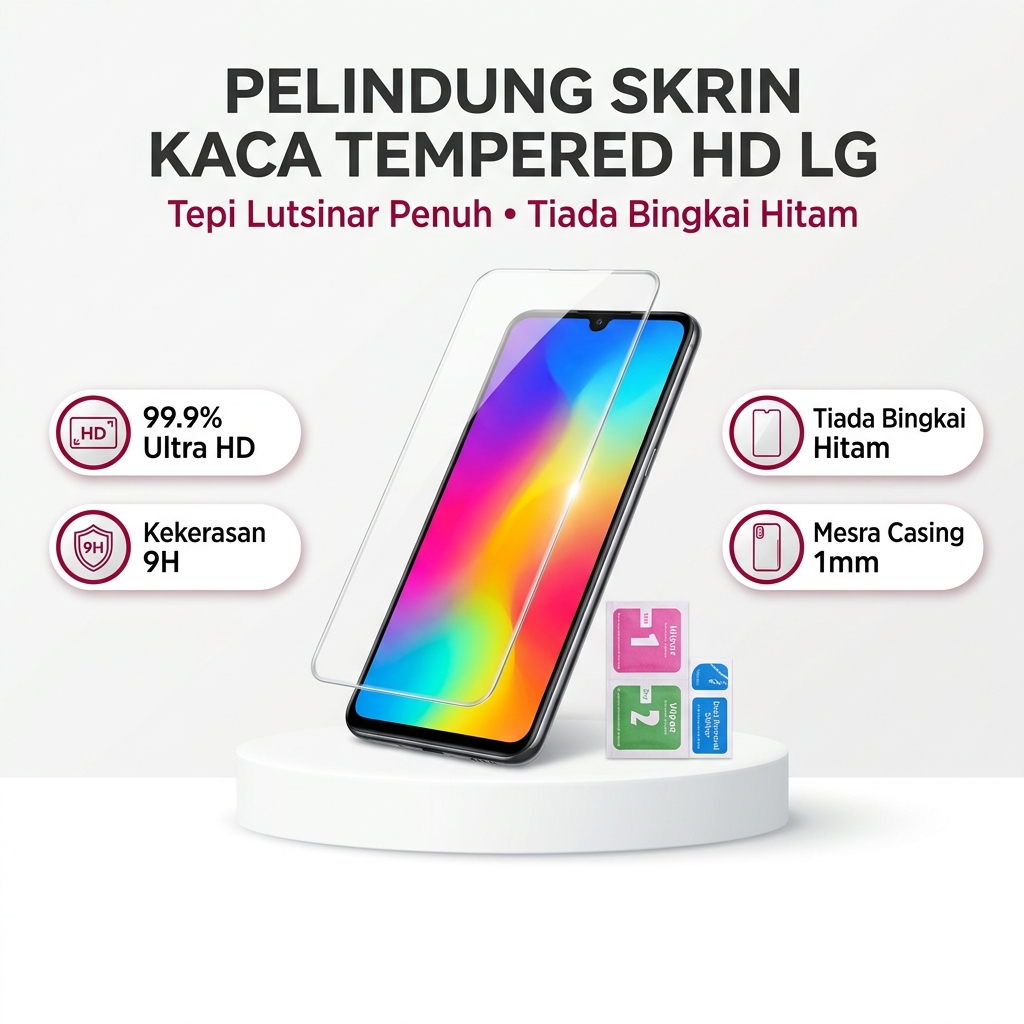 PELINDUNG SKRIN
KACA TEMPERED HD LG
Tepi Lutsinar Penuh • Tiada Bingkai Hitam
HD
99.9%
Ultra HD
9H
Kekerasan
9H
Tiada Bingkai
Hitam
Mesra Casing
1mm
1
2